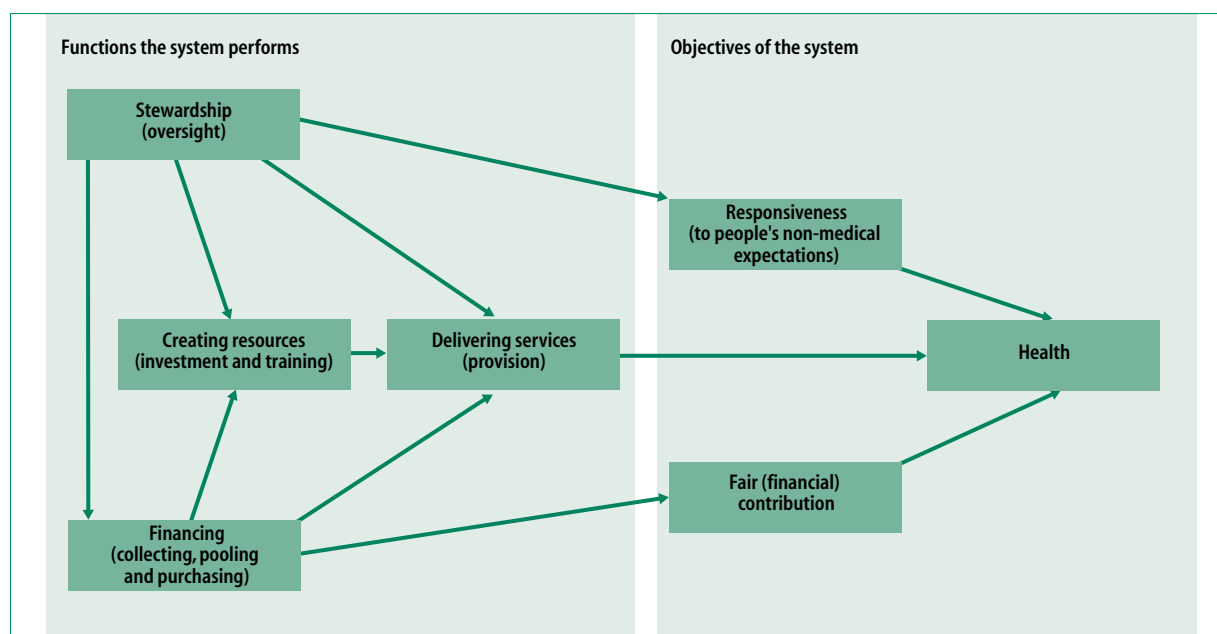 Functions the system performs
Objectives of the system
Stewardship
(oversight)
Responsiveness
(to people's non-medical
expectations)
Creating resources
(investment and training)
Delivering services
(provision)
Health
Fair (financial)
contribution
Financing
(collecting, pooling
and purchasing)